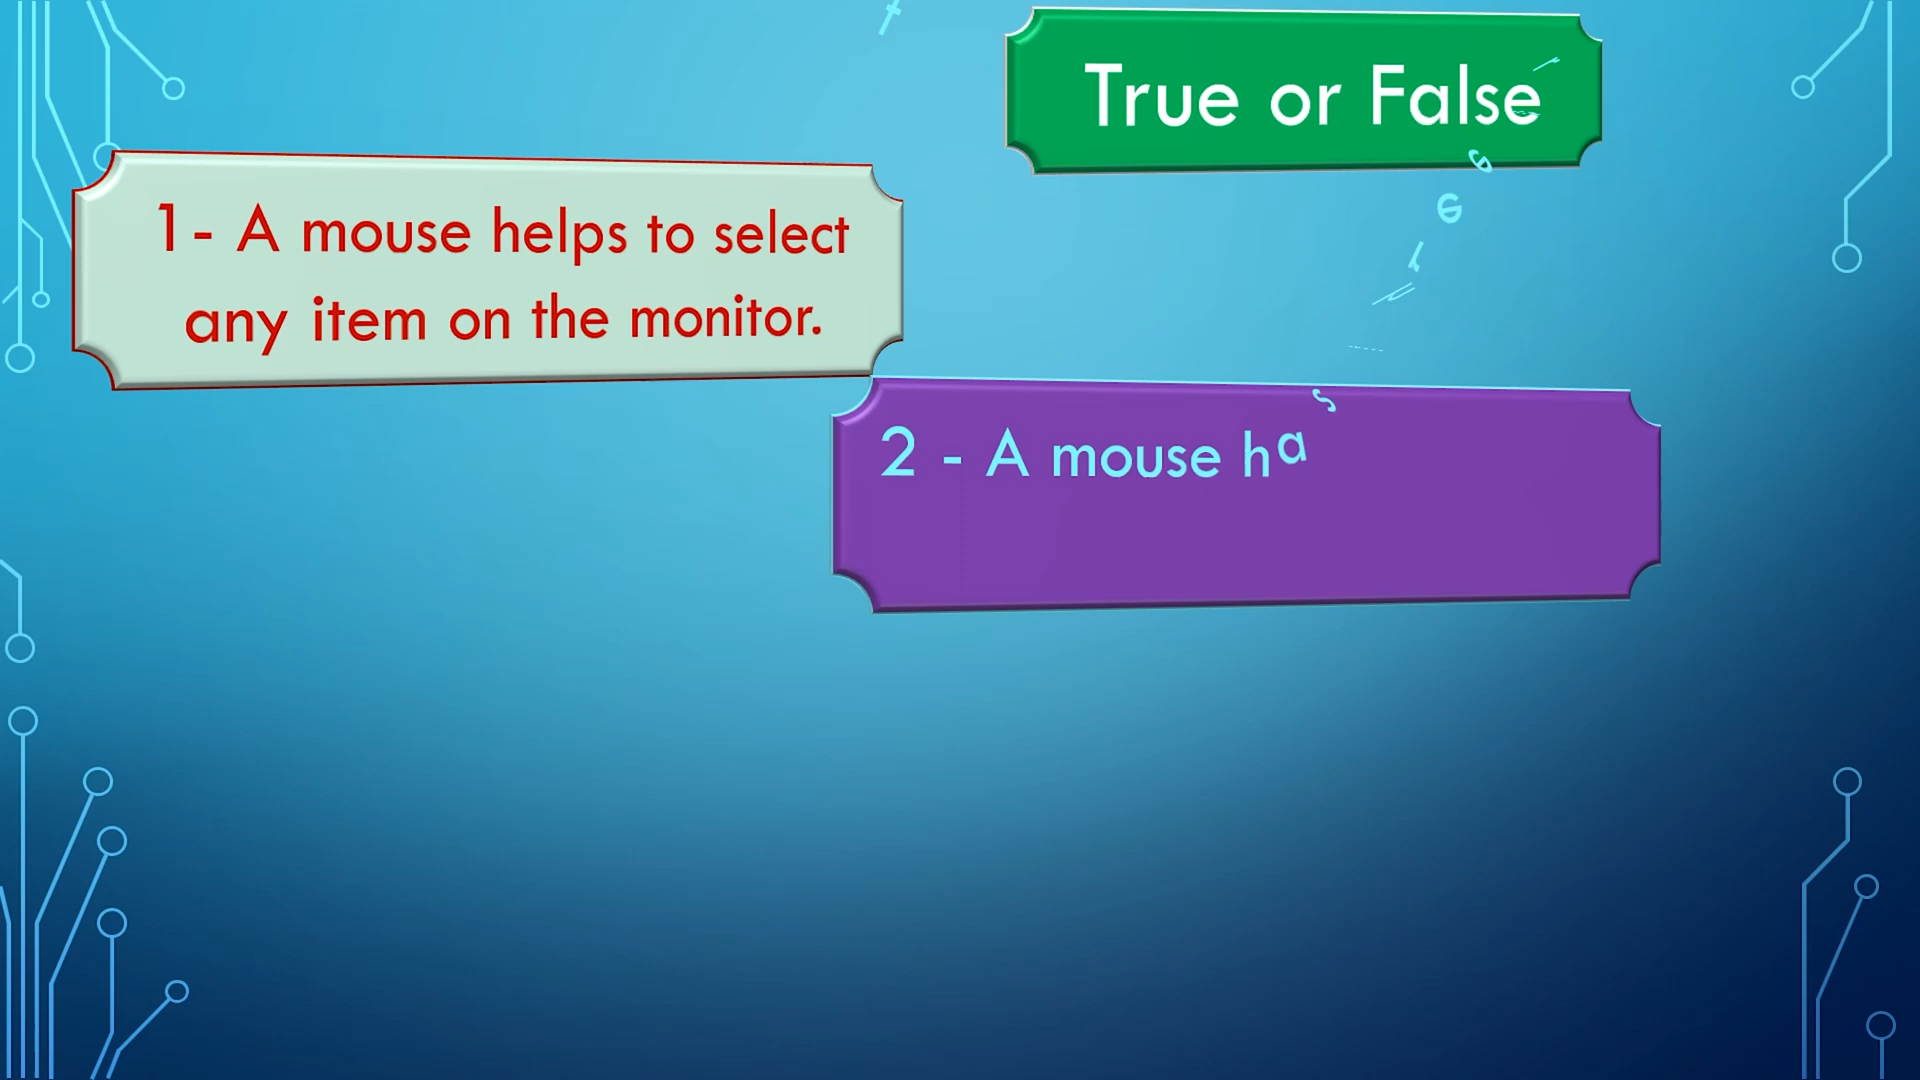 True or False
1- A mouse helps to select
any item on the monitor.
2 - A mouse ha